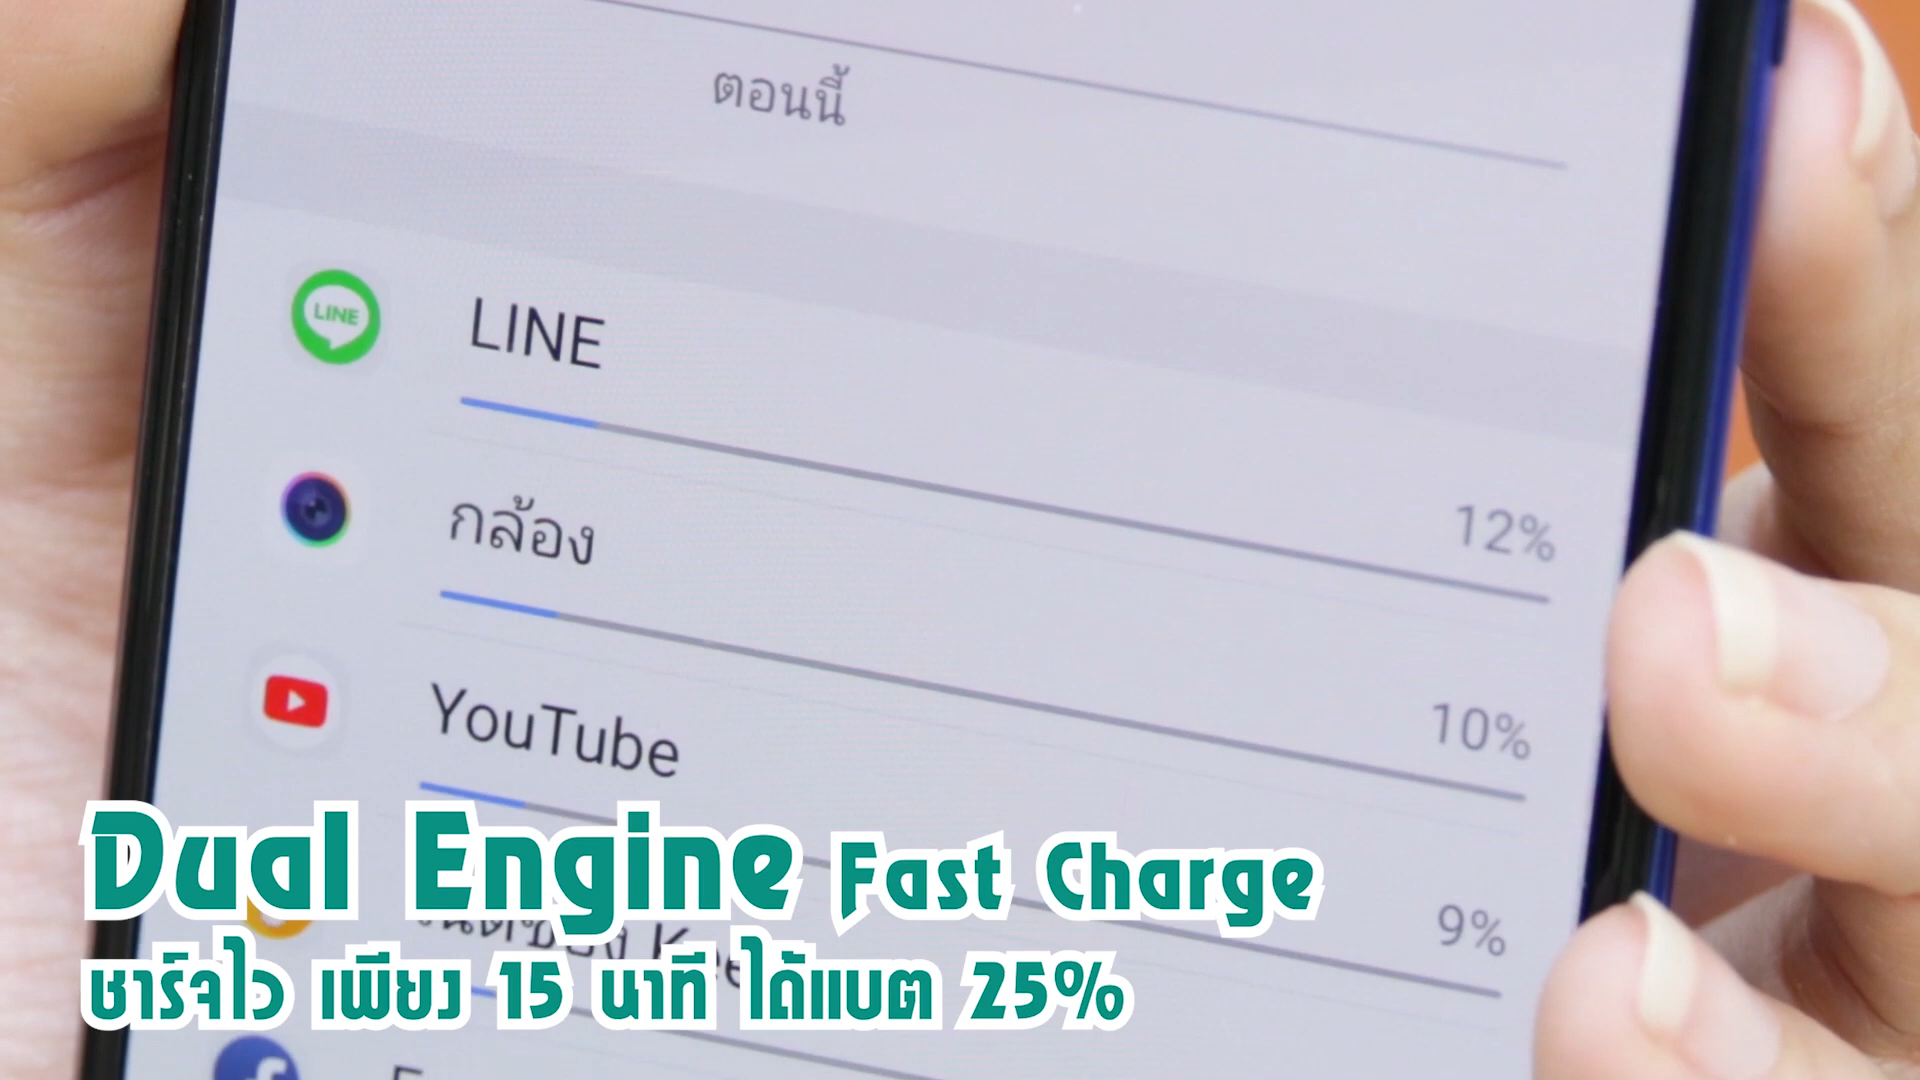 ตอนนี้
LINE
LINE
12%
กล้อง
10%
YouTube
9%
Dual Engine Fast Charge
ชาร์จไว เพียง 15 นาที ได้แบต 25%